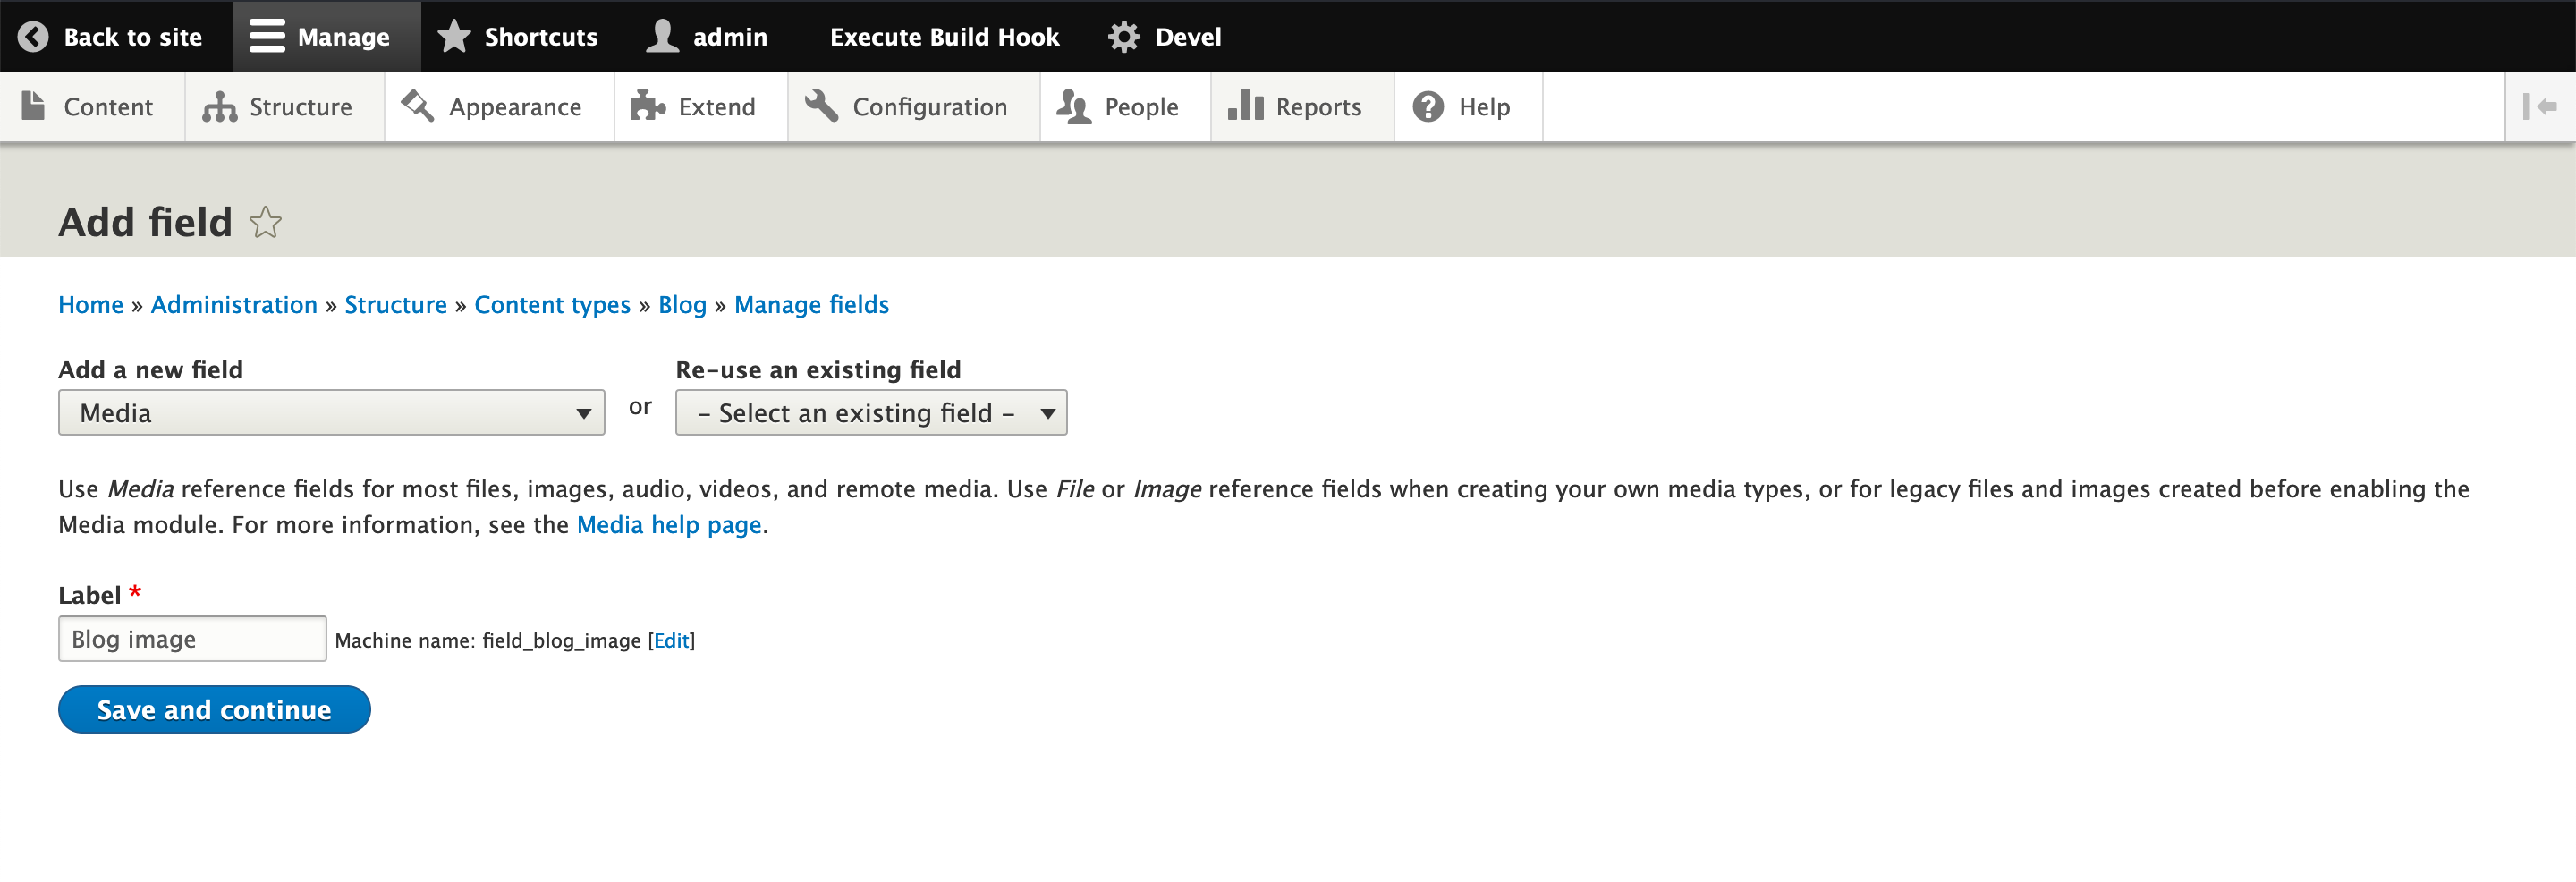 Back to site Manage Shortcuts admin Execute Build Hook Devel
Content Structure Appearance Extend Configuration People Reports Help
Add field
Home » Administration » Structure » Content types » Blog » Manage fields
Add a new field Re-use an existing field
Media or - Select an existing field -
Use Media reference fields for most files, images, audio, videos, and remote media. Use File or Image reference fields when creating your own media types, or for legacy files and images created before enabling the
Media module. For more information, see the Media help page.
Label *
Blog image Machine name: field_blog_image [Edit]
Save and continue